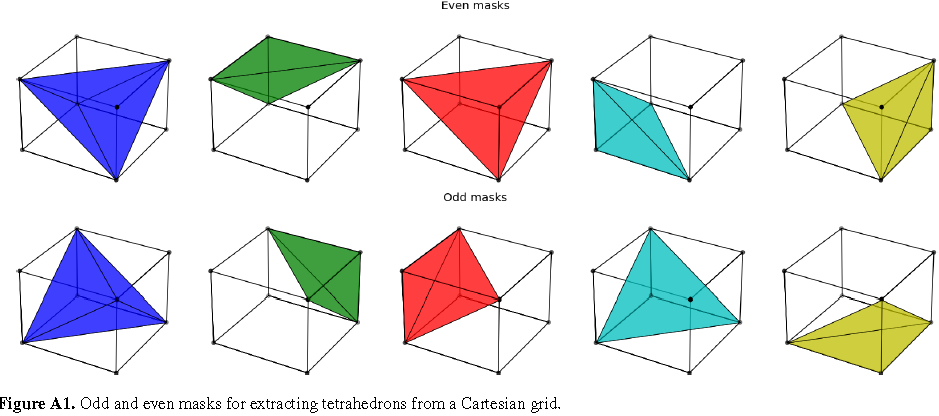 Even masks
Odd masks
Figure A1. Odd and even masks for extracting tetrahedrons from a Cartesian grid.